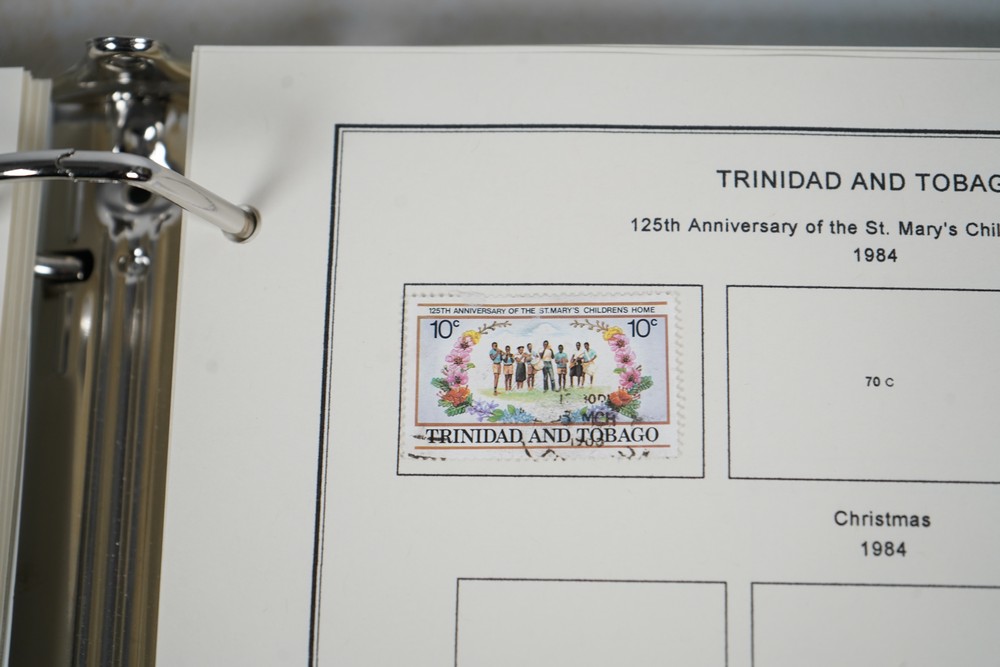 TRINIDAD AND TOBAG
125th Anniversary of the St. Mary's Chil
1984
125TH ANNIVERSARY OF THE ST.MARY'S CHILDREN'S HOME
10c 10c
TRINIDAD AND TOBAGO
70 C
Christmas
1984